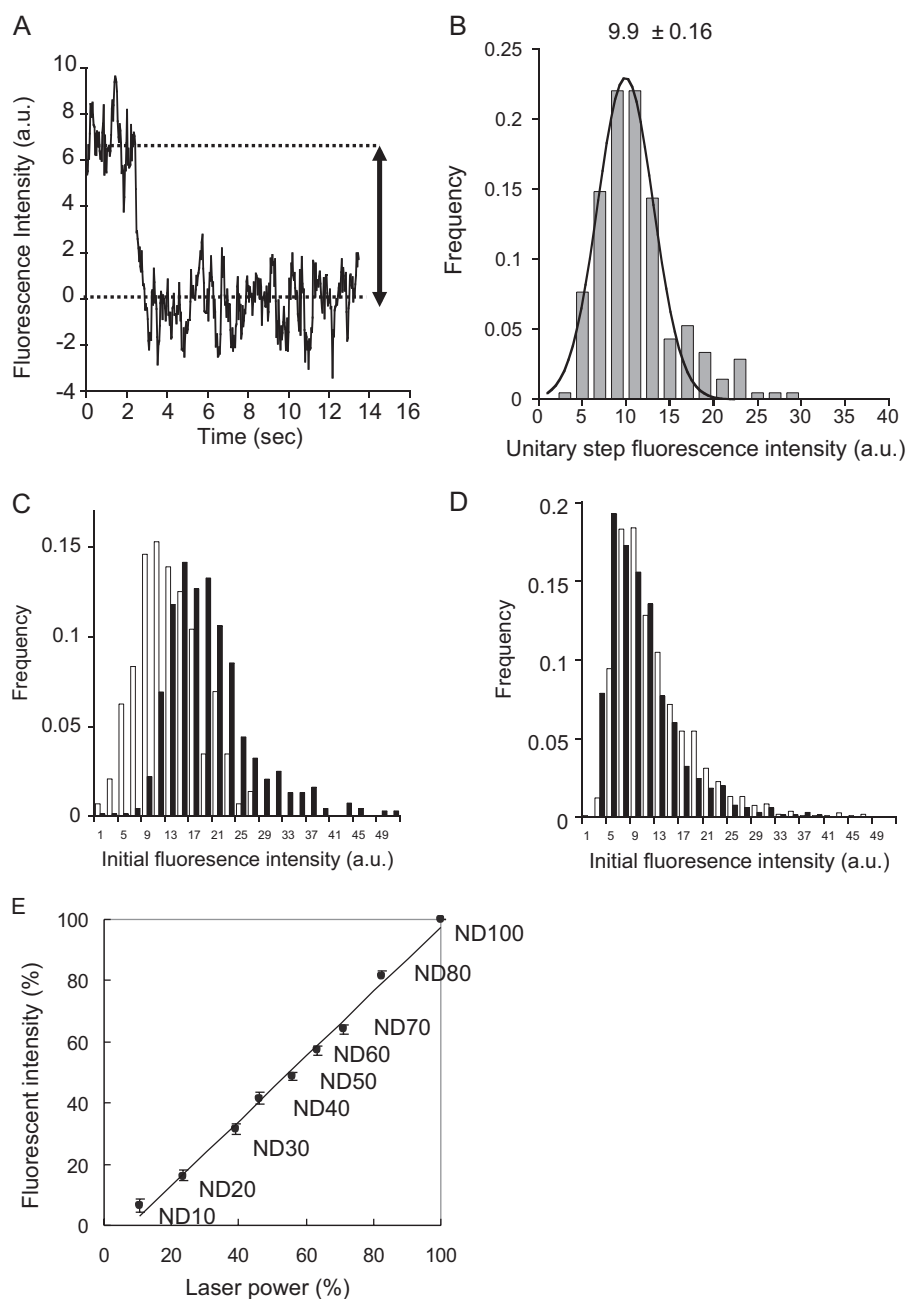 A
10
8
6
4
2
0
-2
-4
0 2 4 6 8 10 12 14 16
Fluorescence Intensity (a.u.)
Time (sec)
B
9.9 ± 0.16
0.25
0.2
0.15
0.1
0.05
0
0 5 10 15 20 25 30 35 40
Frequency
Unitary step fluorescence intensity (a.u.)
C
0.15
0.1
0.05
0
1 5 9 13 17 21 25 29 33 37 41 45 49
Frequency
Initial fluoresence intensity (a.u.)
D
0.2
0.15
0.1
0.05
0
1 5 9 13 17 21 25 29 33 37 41 45 49
Frequency
Initial fluoresence intensity (a.u.)
E
100
80
60
40
20
0
0 20 40 60 80 100
Fluorescent intensity (%)
Laser power (%)
ND100
ND80
ND70
ND60
ND50
ND40
ND30
ND20
ND10